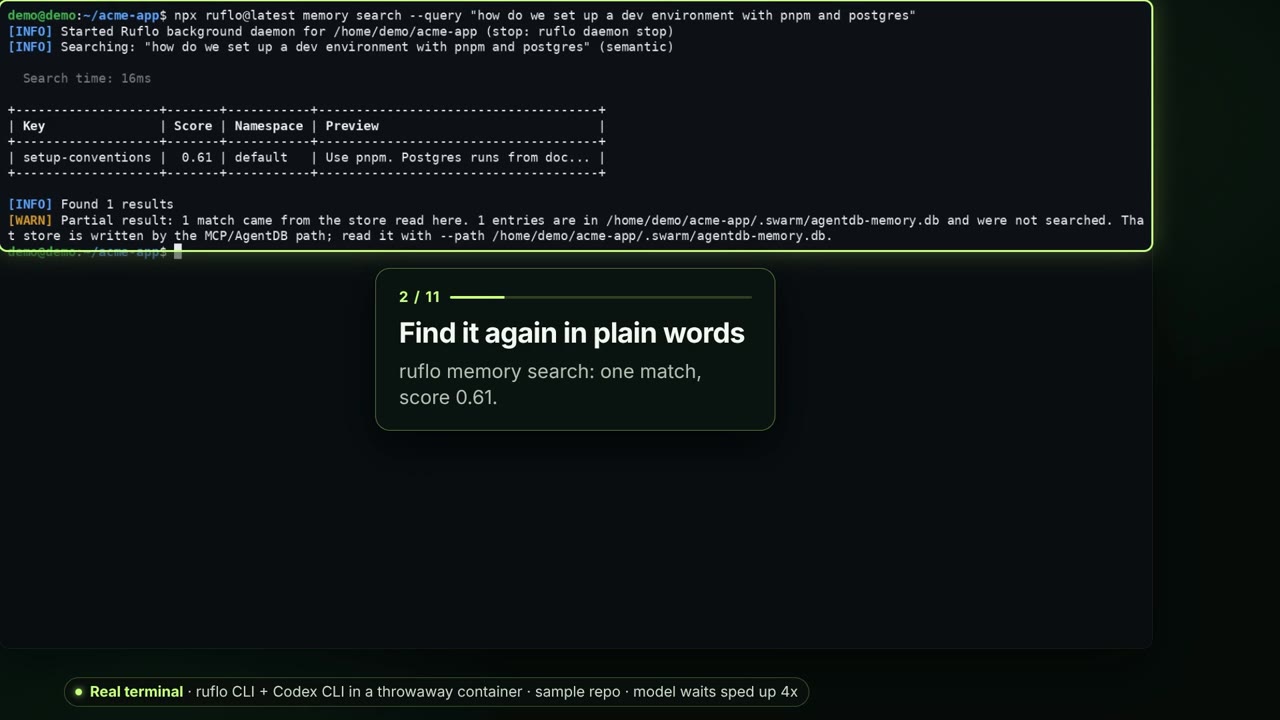 demo@demo:~/acme-app$ npx ruflo@latest memory search --query "how do we set up a dev environment with pnpm and postgres"
[INFO] Started Ruflo background daemon for /home/demo/acme-app (stop: ruflo daemon stop)
[INFO] Searching: "how do we set up a dev environment with pnpm and postgres" (semantic)
Search time: 16ms
+-------------------+-------+-----------+-------------------------------------+
| Key               | Score | Namespace | Preview                             |
+-------------------+-------+-----------+-------------------------------------+
| setup-conventions |  0.61 | default   | Use pnpm. Postgres runs from doc... |
+-------------------+-------+-----------+-------------------------------------+
[INFO] Found 1 results
[WARN] Partial result: 1 match came from the store read here. 1 entries are in /home/demo/acme-app/.swarm/agentdb-memory.db and were not searched. Tha
t store is written by the MCP/AgentDB path; read it with --path /home/demo/acme-app/.swarm/agentdb-memory.db.
demo@demo:~/acme-app$
2 / 11
Find it again in plain words
ruflo memory search: one match,
score 0.61.
Real terminal · ruflo CLI + Codex CLI in a throwaway container · sample repo · model waits sped up 4x